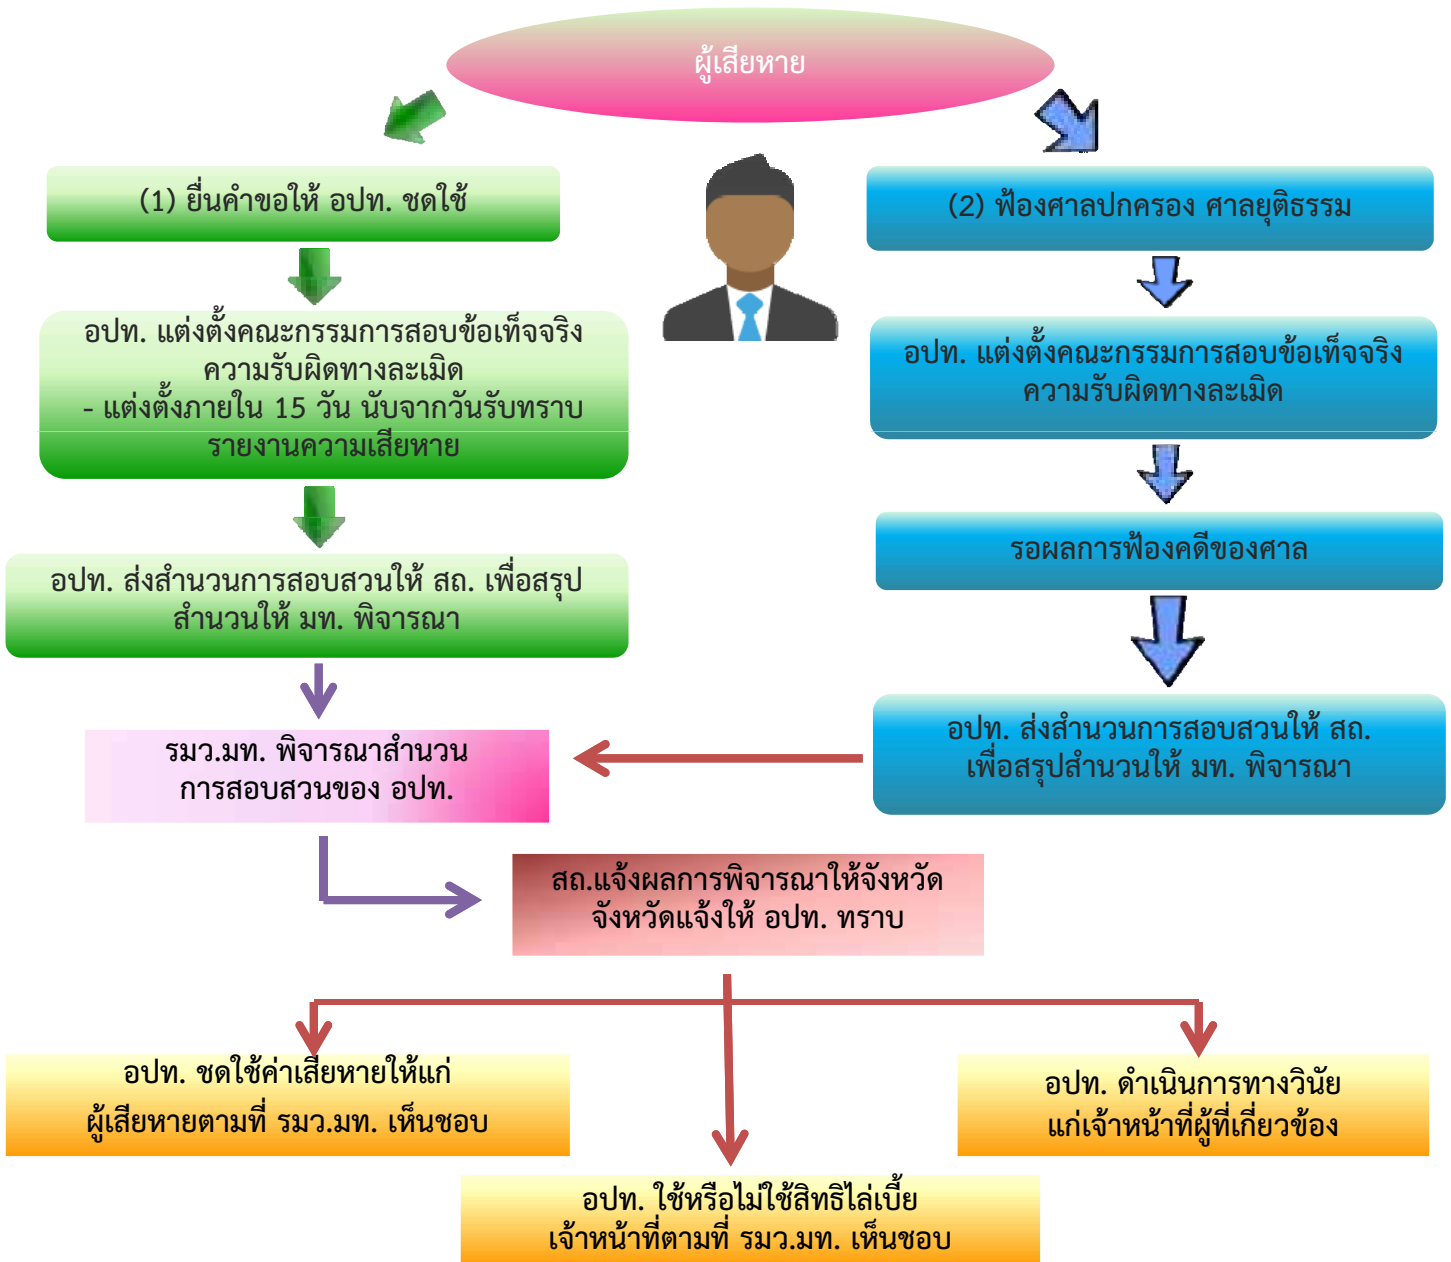 ผู้เสียหาย
(1) ยื่นคำขอให้ อปท. ชดใช้
(2) ฟ้องศาลปกครอง ศาลยุติธรรม
อปท. แต่งตั้งคณะกรรมการสอบข้อเท็จจริง
ความรับผิดทางละเมิด
- แต่งตั้งภายใน 15 วัน นับจากวันรับทราบ
รายงานความเสียหาย
อปท. แต่งตั้งคณะกรรมการสอบข้อเท็จจริง
ความรับผิดทางละเมิด
รอผลการฟ้องคดีของศาล
อปท. ส่งสำนวนการสอบสวนให้ สถ. เพื่อสรุป
สำนวนให้ มท. พิจารณา
อปท. ส่งสำนวนการสอบสวนให้ สถ.
เพื่อสรุปสำนวนให้ มท. พิจารณา
รมว.มท. พิจารณาสำนวน
การสอบสวนของ อปท.
สถ.แจ้งผลการพิจารณาให้จังหวัด
จังหวัดแจ้งให้ อปท. ทราบ
อปท. ชดใช้ค่าเสียหายให้แก่
ผู้เสียหายตามที่ รมว.มท. เห็นชอบ
อปท. ดำเนินการทางวินัย
แก่เจ้าหน้าที่ผู้ที่เกี่ยวข้อง
อปท. ใช้หรือไม่ใช้สิทธิไล่เบี้ย
เจ้าหน้าที่ตามที่ รมว.มท. เห็นชอบ